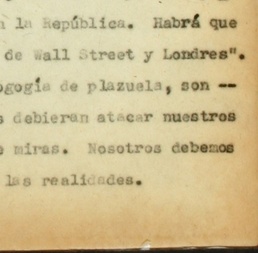 la República. Habrá que
de Wall Street y Londres".
ogogía de plazuela, son --
s debieran atacar nuestros
e miras. Nosotros debemos
las realidades.